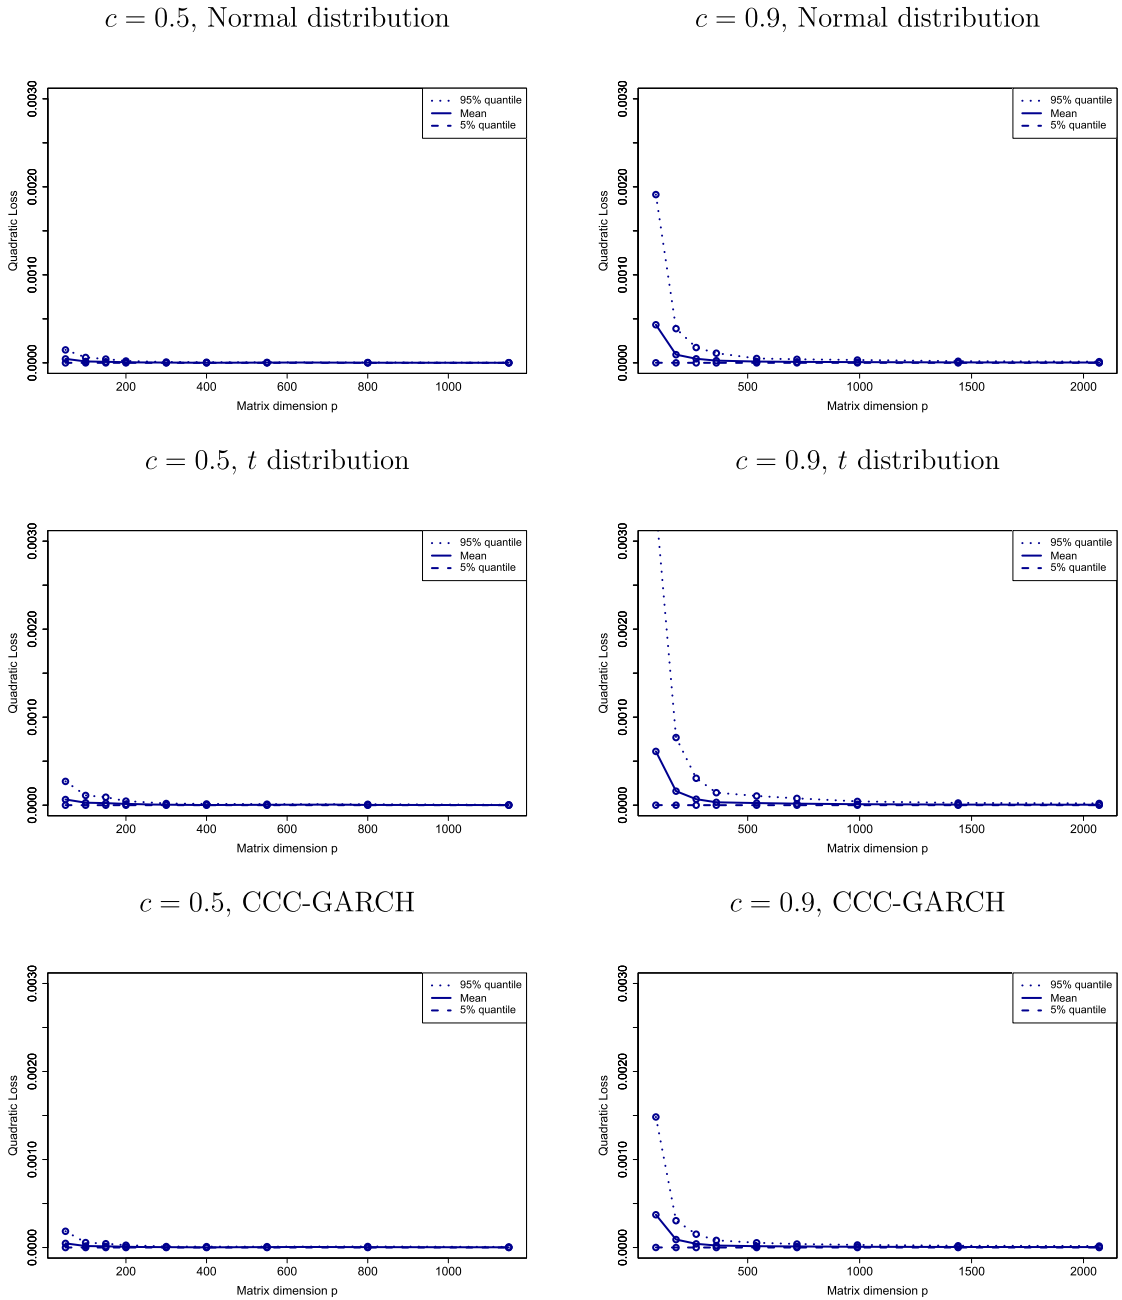 c = 0.5, Normal distribution
c = 0.9, Normal distribution
0.0030
0.0020
0.0010
0.0000
Quadratic Loss
95% quantile
Mean
5% quantile
200 400 600 800 1000
Matrix dimension p
0.0030
0.0020
0.0010
0.0000
Quadratic Loss
95% quantile
Mean
5% quantile
500 1000 1500 2000
Matrix dimension p
c = 0.5, t distribution
c = 0.9, t distribution
0.0030
0.0020
0.0010
0.0000
Quadratic Loss
95% quantile
Mean
5% quantile
200 400 600 800 1000
Matrix dimension p
0.0030
0.0020
0.0010
0.0000
Quadratic Loss
95% quantile
Mean
5% quantile
500 1000 1500 2000
Matrix dimension p
c = 0.5, CCC-GARCH
c = 0.9, CCC-GARCH
0.0030
0.0020
0.0010
0.0000
Quadratic Loss
95% quantile
Mean
5% quantile
200 400 600 800 1000
Matrix dimension p
0.0030
0.0020
0.0010
0.0000
Quadratic Loss
95% quantile
Mean
5% quantile
500 1000 1500 2000
Matrix dimension p